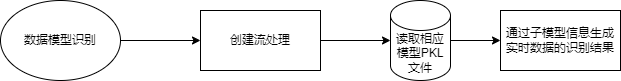 数据模型识别
创建流处理
读取相应
模型PKL
文件
通过子模型信息生成
实时数据的识别结果